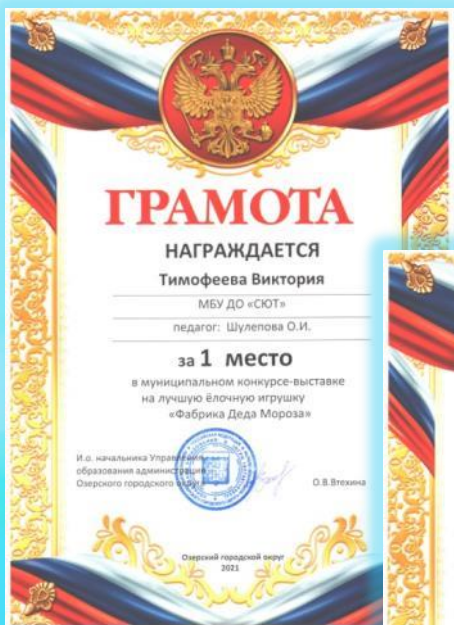 ГРАМОТА
НАГРАЖДАЕТСЯ
Тимофеева Виктория
МБУ ДО «СЮТ»
педагог: Шулепова О.И.
за 1 место
в муниципальном конкурсе-выставке
на лучшую ёлочную игрушку
«Фабрика Деда Мороза»
И.о. начальника Управления
образования администрации
Озерского городского округа
О.В.Втехина
Озерский городской округ
2021